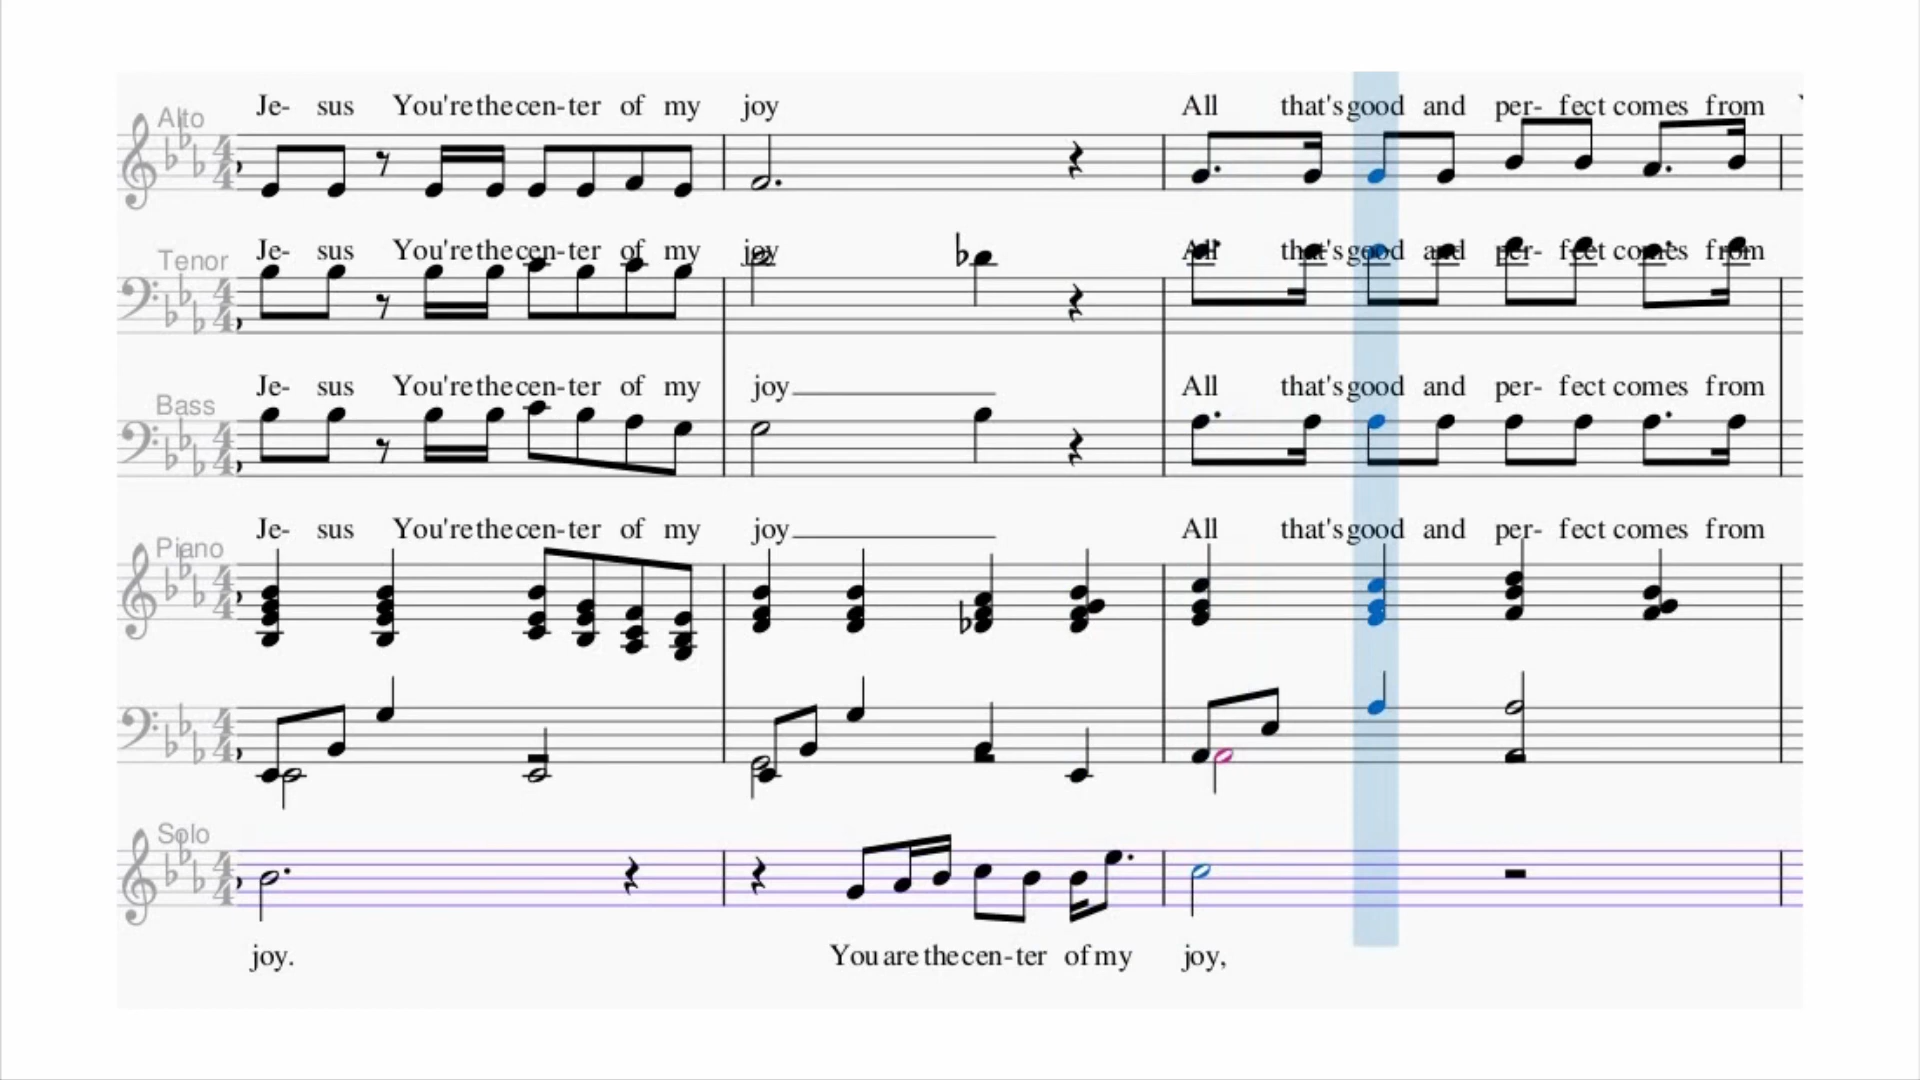 Je- sus You're the cen- ter of my joy All that's good and per- fect comes from
Alto
Je- sus You're the cen- ter of my joy All that's good and per- fect comes from
Tenor
Je- sus You're the cen- ter of my joy All that's good and per- fect comes from
Bass
Je- sus You're the cen- ter of my joy All that's good and per- fect comes from
Piano
Solo
joy. You are the cen- ter of my joy,